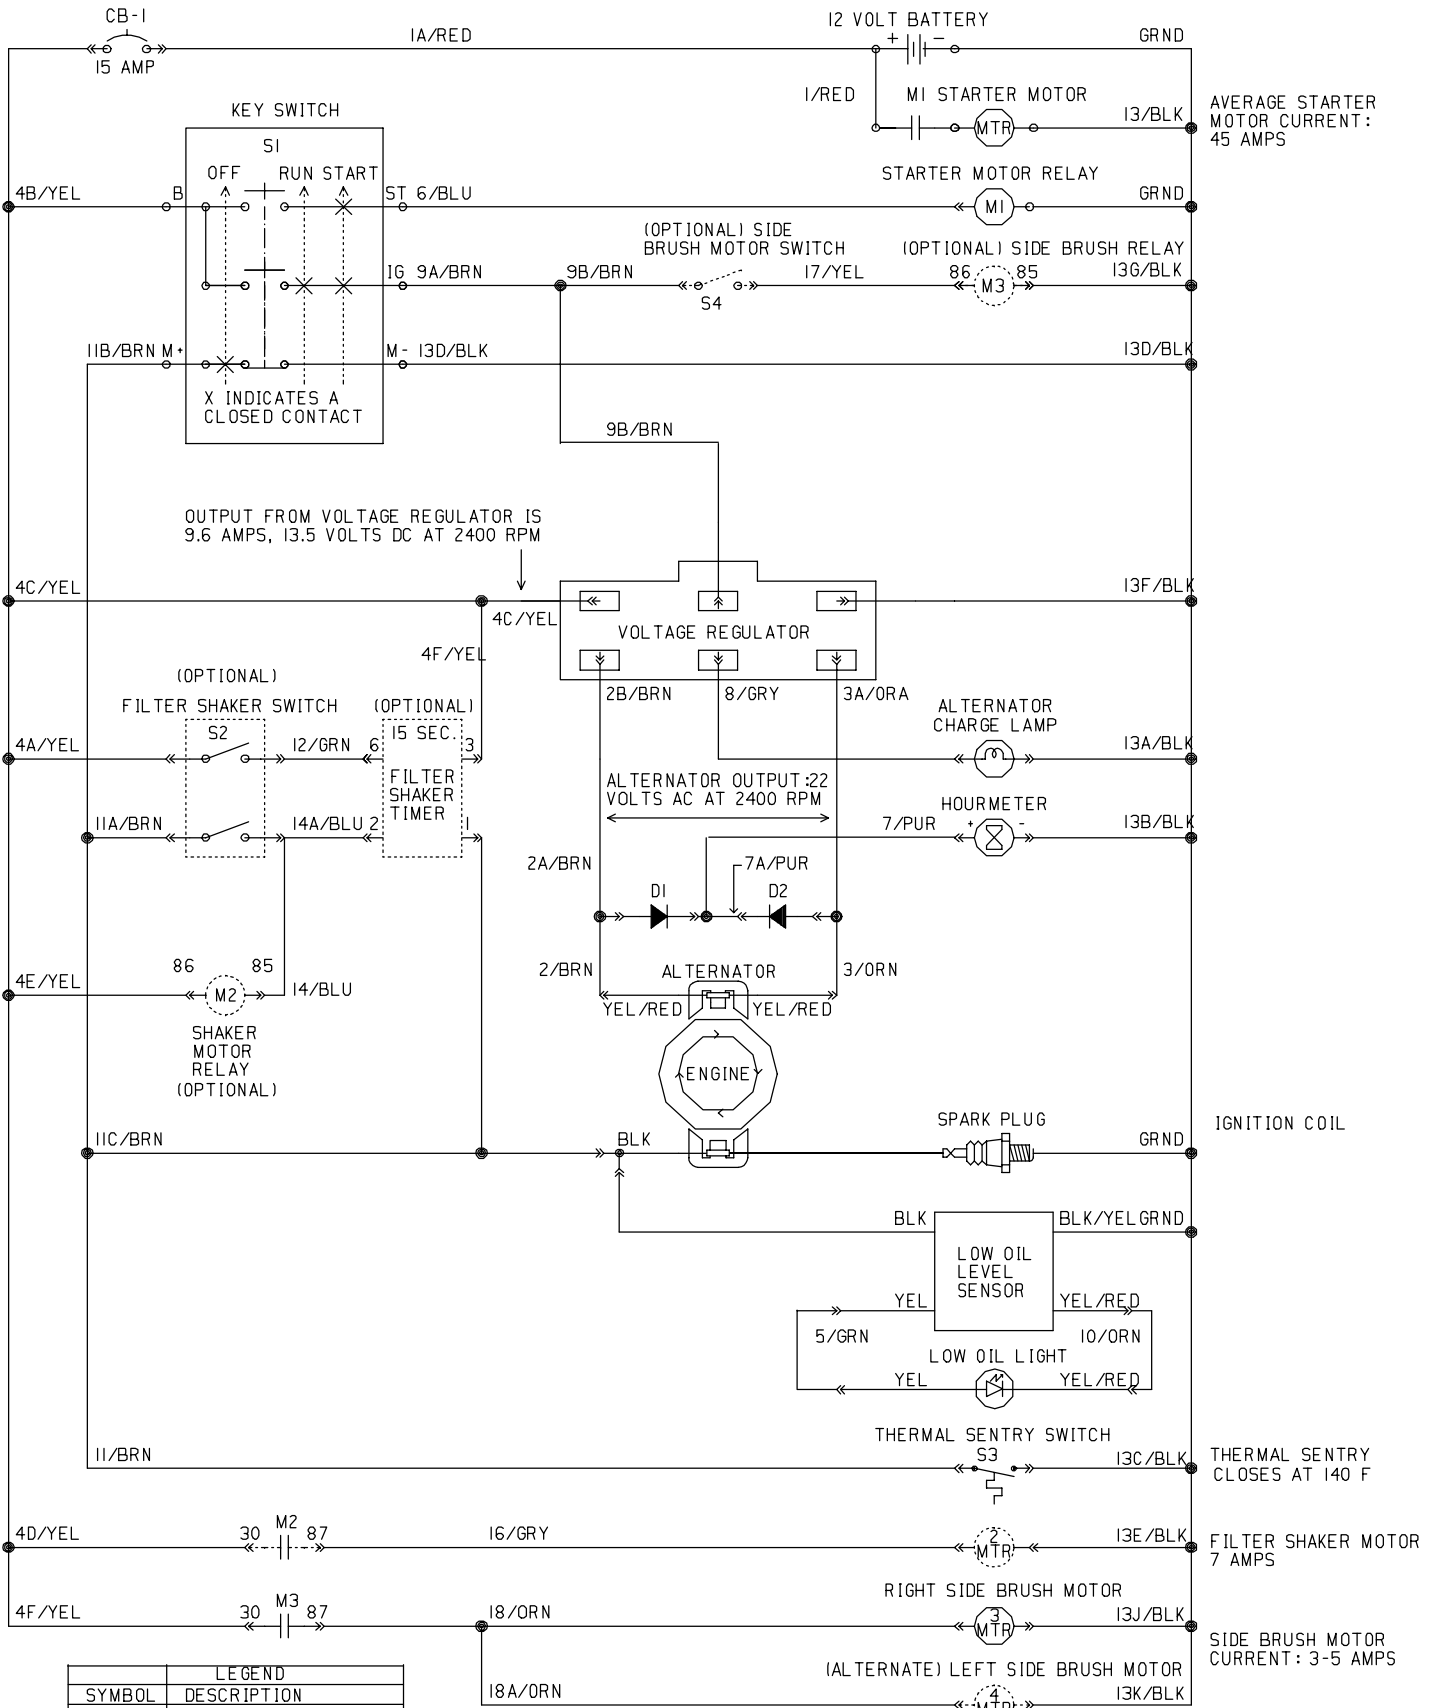 CB-1
15 AMP
1A/RED
12 VOLT BATTERY
+ -
GRND
1/RED
M1 STARTER MOTOR
MTR
13/BLK
AVERAGE STARTER
MOTOR CURRENT:
45 AMPS
KEY SWITCH
S1
OFF RUN START
4B/YEL
B
ST 6/BLU
STARTER MOTOR RELAY
M1
GRND
(OPTIONAL) SIDE
BRUSH MOTOR SWITCH
(OPTIONAL) SIDE BRUSH RELAY
IG 9A/BRN
9B/BRN
S4
17/YEL
86 M3 85
13G/BLK
11B/BRN M+
M- 13D/BLK
13D/BLK
X INDICATES A
CLOSED CONTACT
9B/BRN
OUTPUT FROM VOLTAGE REGULATOR IS
9.6 AMPS, 13.5 VOLTS DC AT 2400 RPM
4C/YEL
4C/YEL
13F/BLK
VOLTAGE REGULATOR
4F/YEL
2B/BRN
8/GRY
3A/ORA
(OPTIONAL)
FILTER SHAKER SWITCH
S2
(OPTIONAL)
15 SEC.
FILTER
SHAKER
TIMER
ALTERNATOR
CHARGE LAMP
4A/YEL
12/GRN
6
3
13A/BLK
ALTERNATOR OUTPUT:22
VOLTS AC AT 2400 RPM
HOURMETER
+ -
11A/BRN
14A/BLU 2
1
7/PUR
13B/BLK
2A/BRN
7A/PUR
D1
D2
4E/YEL
86 M2 85
14/BLU
SHAKER
MOTOR
RELAY
(OPTIONAL)
2/BRN
ALTERNATOR
3/ORN
YEL/RED
YEL/RED
ENGINE
11C/BRN
BLK
SPARK PLUG
GRND
IGNITION COIL
BLK
BLK/YEL GRND
LOW OIL
LEVEL
SENSOR
YEL
YEL/RED
5/GRN
10/ORN
LOW OIL LIGHT
YEL
YEL/RED
THERMAL SENTRY SWITCH
11/BRN
S3
13C/BLK
THERMAL SENTRY
CLOSES AT 140 F
4D/YEL
30 M2 87
16/GRY
2
MTR
13E/BLK
FILTER SHAKER MOTOR
7 AMPS
RIGHT SIDE BRUSH MOTOR
4F/YEL
30 M3 87
18/ORN
3
MTR
13J/BLK
SIDE BRUSH MOTOR
CURRENT: 3-5 AMPS
(ALTERNATE) LEFT SIDE BRUSH MOTOR
18A/ORN
4
MTR
13K/BLK
LEGEND
SYMBOL DESCRIPTION